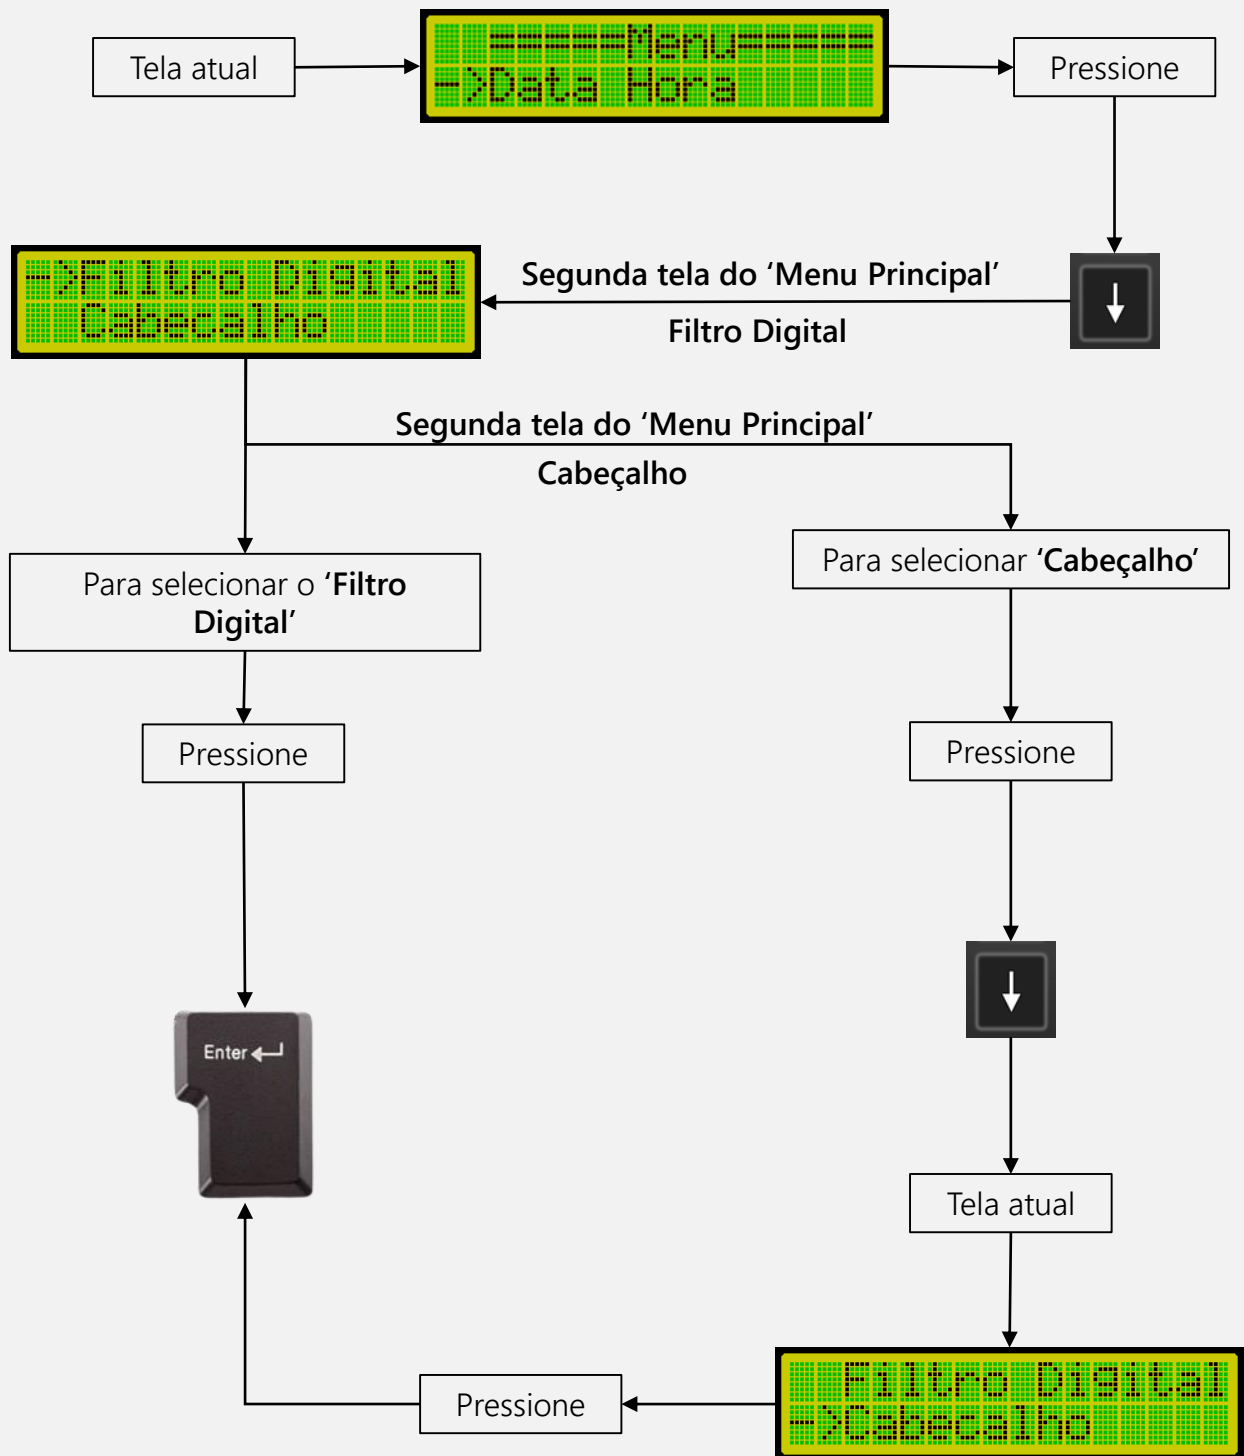 Tela atual
=====Menu=====
->Data Hora
Pressione
Segunda tela do ‘Menu Principal’
Filtro Digital
->Filtro Digital
Cabecalho
Segunda tela do ‘Menu Principal’
Cabeçalho
Para selecionar o ‘Filtro
Digital’
Para selecionar ‘Cabeçalho’
Pressione
Pressione
Enter
Tela atual
Filtro Digital
->Cabecalho
Pressione